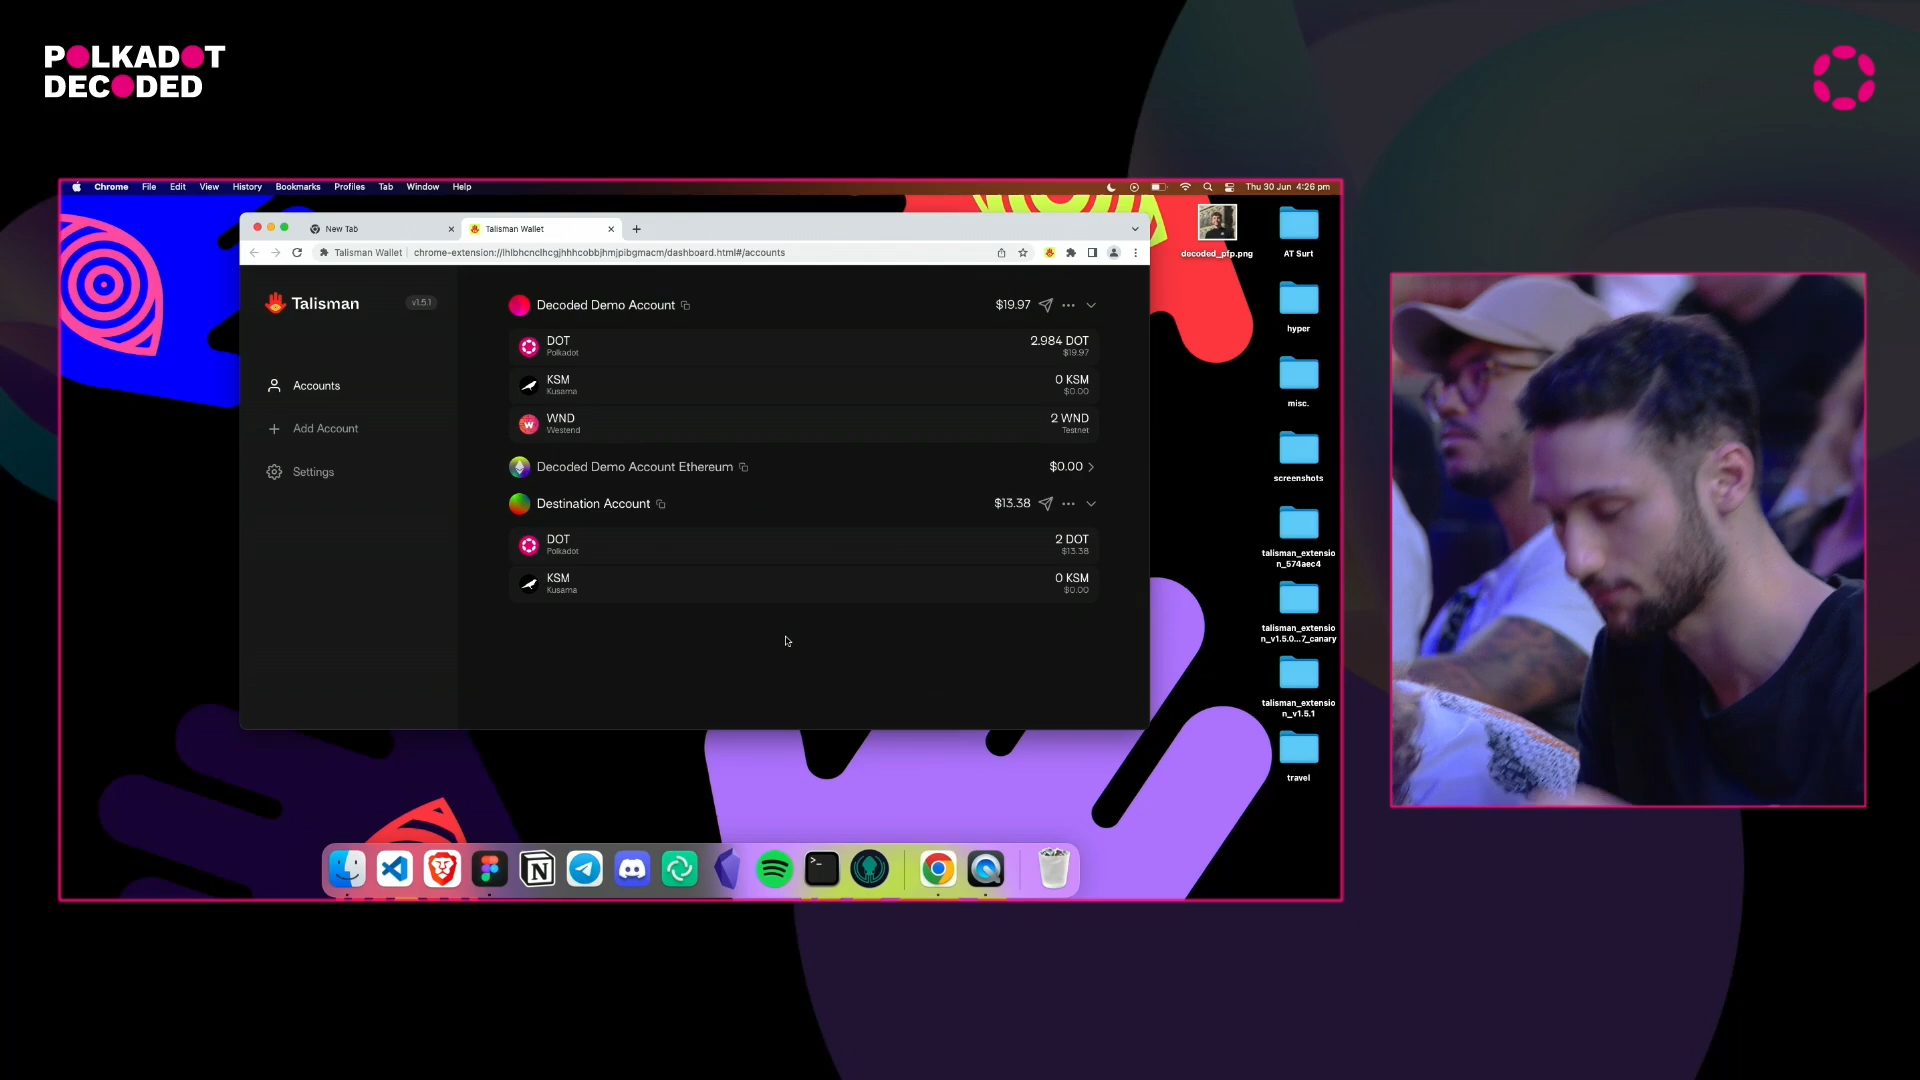 POLKADOT
DECODED
Chrome File Edit View History Bookmarks Profiles Tab Window Help
Thu 30 Jun 4:26 pm
New Tab
Talisman Wallet
Talisman Wallet chrome-extension://lhlbhcnclhcgjhhhcobbjhmjpibgmacm/dashboard.html#/accounts
Talisman v1.5.1
Accounts
Add Account
Settings
Decoded Demo Account $19.97
DOT 2.984 DOT
Polkadot $19.97
KSM 0 KSM
Kusama $0.00
WND 2 WND
Westend Testnet
Decoded Demo Account Ethereum $0.00
Destination Account $13.38
DOT 2 DOT
Polkadot $13.38
KSM 0 KSM
Kusama $0.00
decoded_pfp.png
AT Surt
hyper
misc.
screenshots
talisman_extensio
n_574aec4
talisman_extensio
n_v1.5.0...7_canary
talisman_extensio
n_v1.5.1
travel